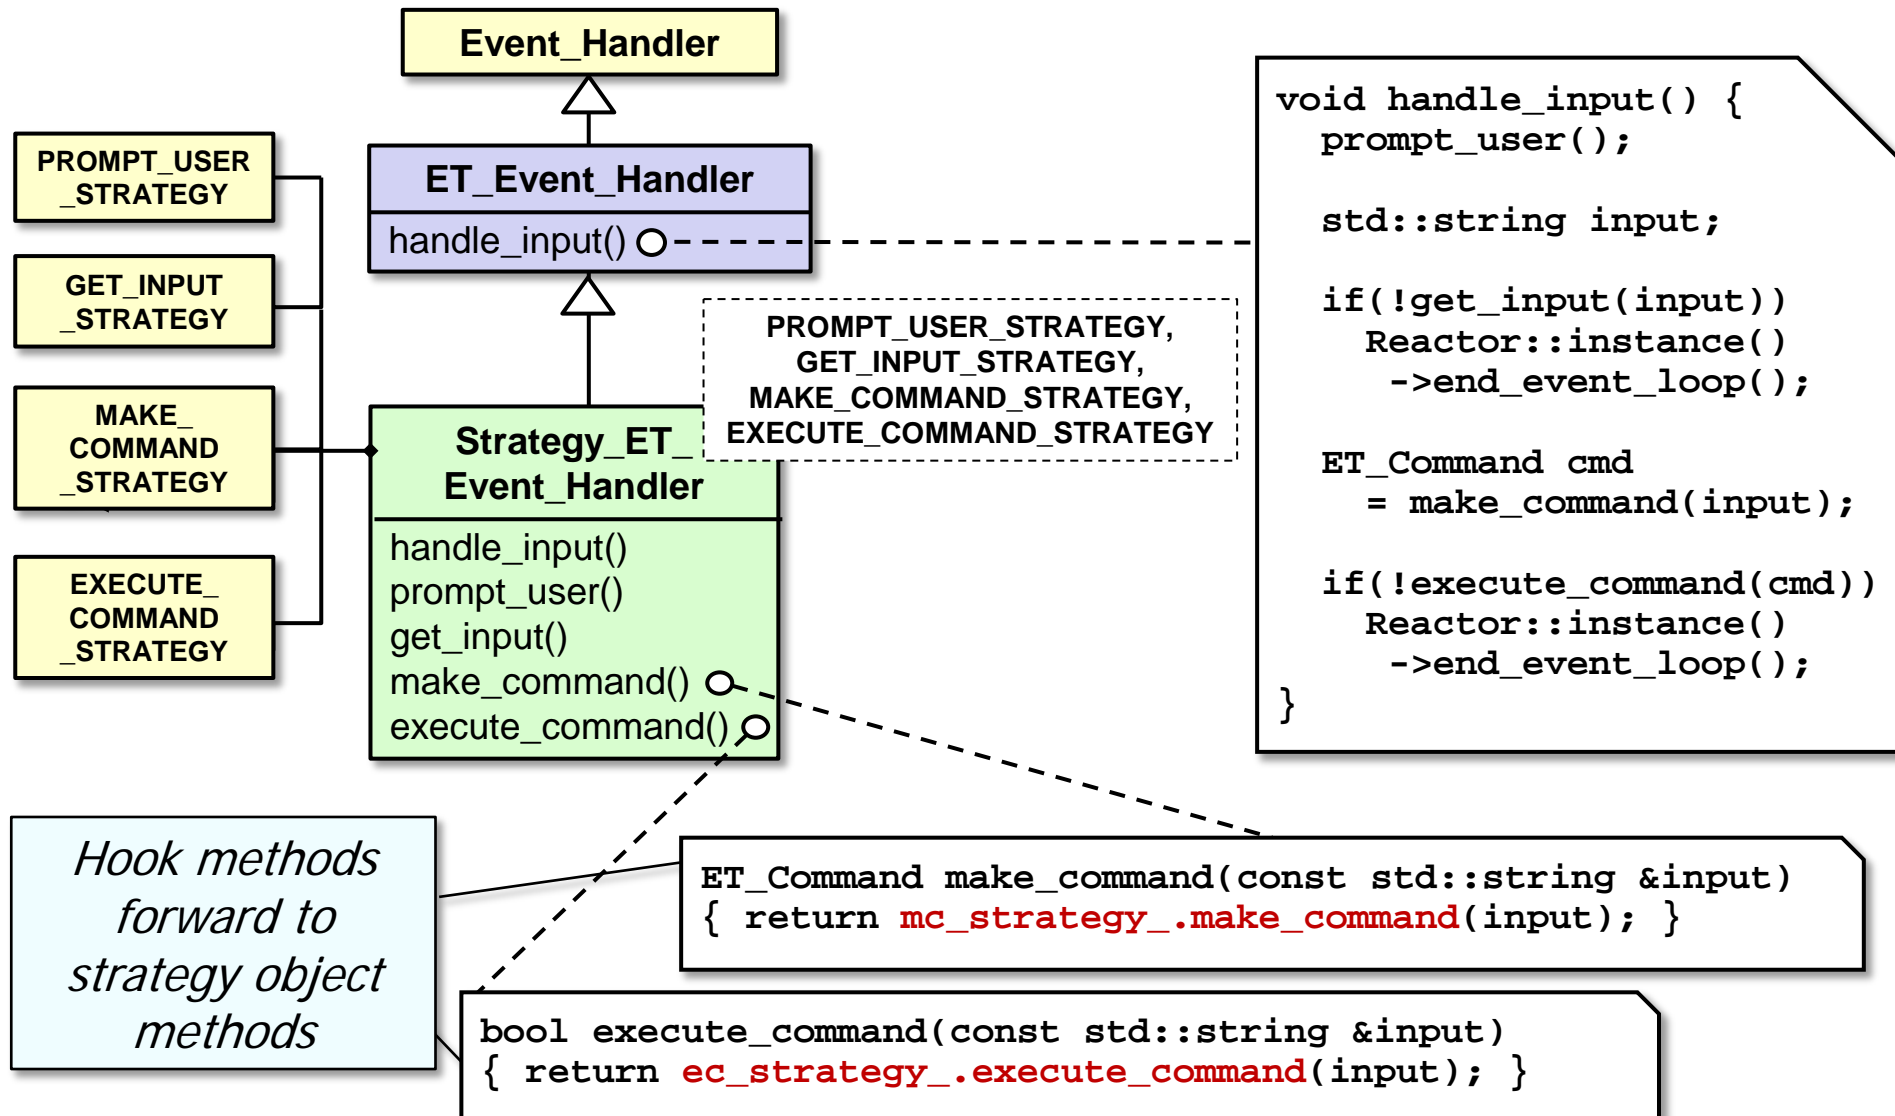 Event_Handler
PROMPT_USER
_STRATEGY
GET_INPUT
_STRATEGY
MAKE_
COMMAND
_STRATEGY
EXECUTE_
COMMAND
_STRATEGY
ET_Event_Handler
handle_input()
PROMPT_USER_STRATEGY,
GET_INPUT_STRATEGY,
MAKE_COMMAND_STRATEGY,
EXECUTE_COMMAND_STRATEGY
Strategy_ET_
Event_Handler
handle_input()
prompt_user()
get_input()
make_command()
execute_command()
void handle_input() {
prompt_user();
std::string input;
if(!get_input(input))
Reactor::instance()
->end_event_loop();
ET_Command cmd
= make_command(input);
if(!execute_command(cmd))
Reactor::instance()
->end_event_loop();
}
Hook methods
forward to
strategy object
methods
ET_Command make_command(const std::string &input)
{ return mc_strategy_.make_command(input); }
bool execute_command(const std::string &input)
{ return ec_strategy_.execute_command(input); }